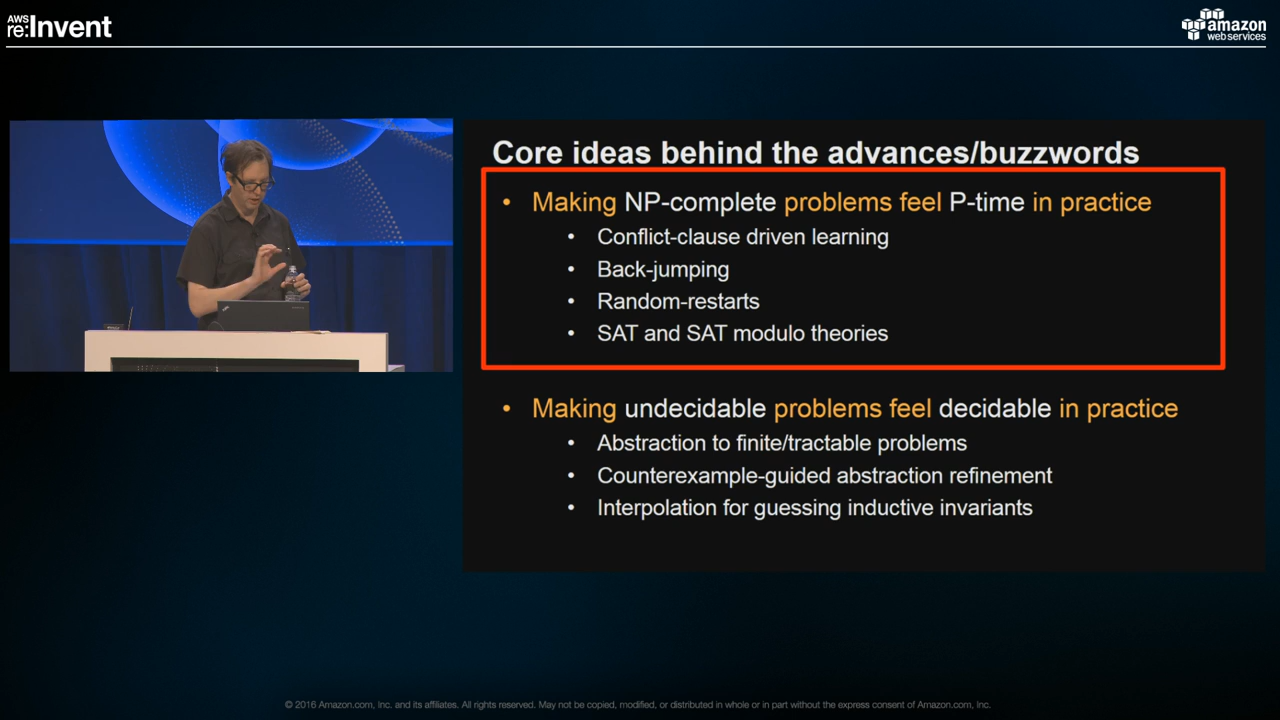 AWS
re:Invent
amazon
web services
Core ideas behind the advances/buzzwords
• Making NP-complete problems feel P-time in practice
• Conflict-clause driven learning
• Back-jumping
• Random-restarts
• SAT and SAT modulo theories
• Making undecidable problems feel decidable in practice
• Abstraction to finite/tractable problems
• Counterexample-guided abstraction refinement
• Interpolation for guessing inductive invariants
© 2016 Amazon.com, Inc. and its affiliates. All rights reserved. May not be copied, modified, or distributed in whole or in part without the express consent of Amazon.com, Inc.